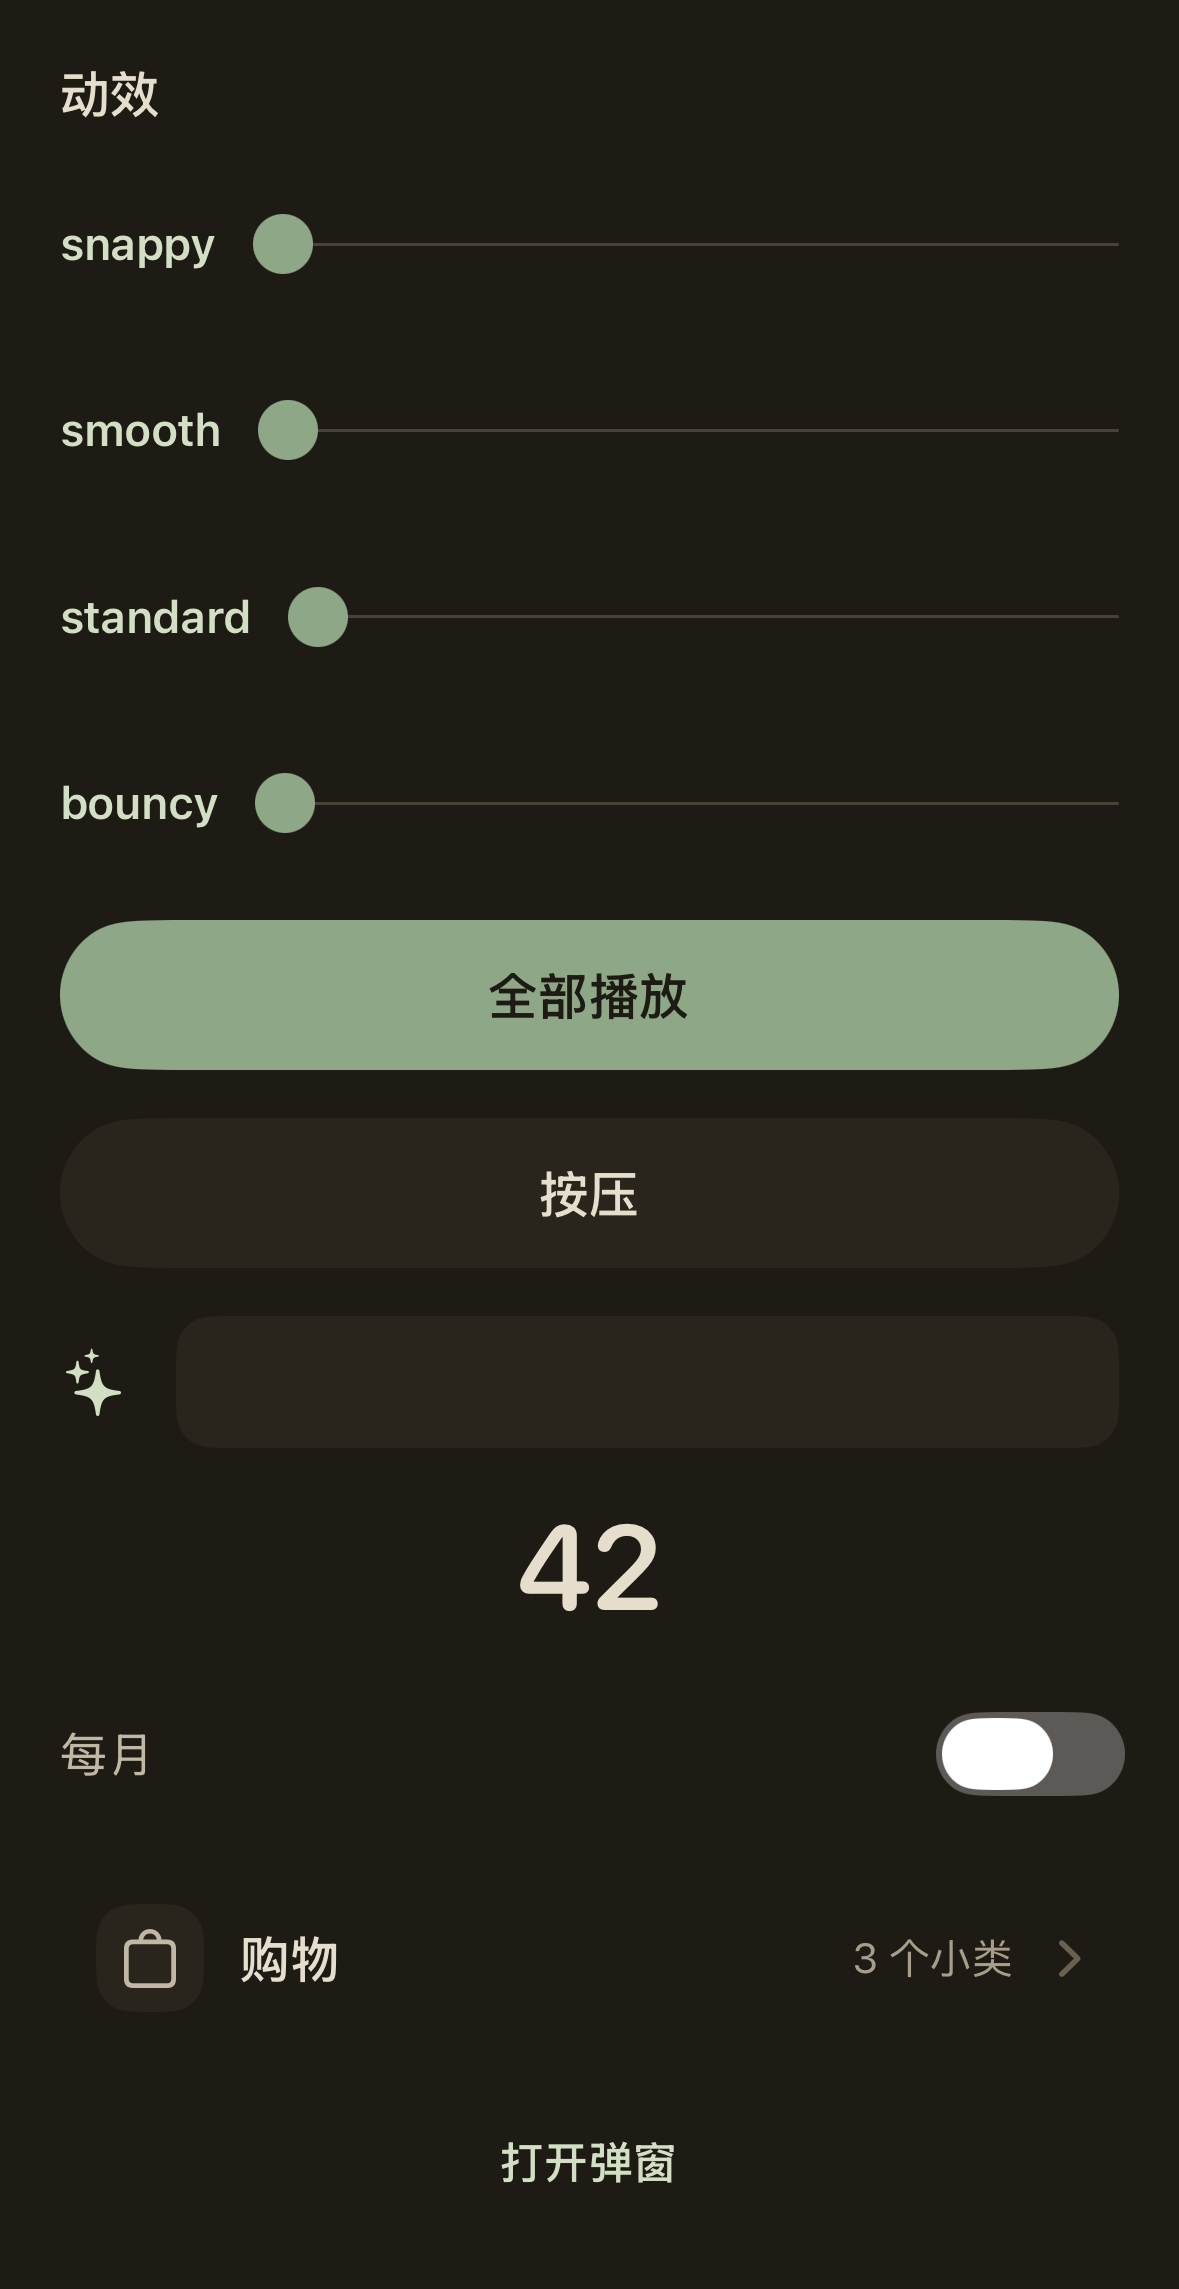 动效
snappy
smooth
standard
bouncy
全部播放
按压
42
每月
购物 3 个小类
打开弹窗